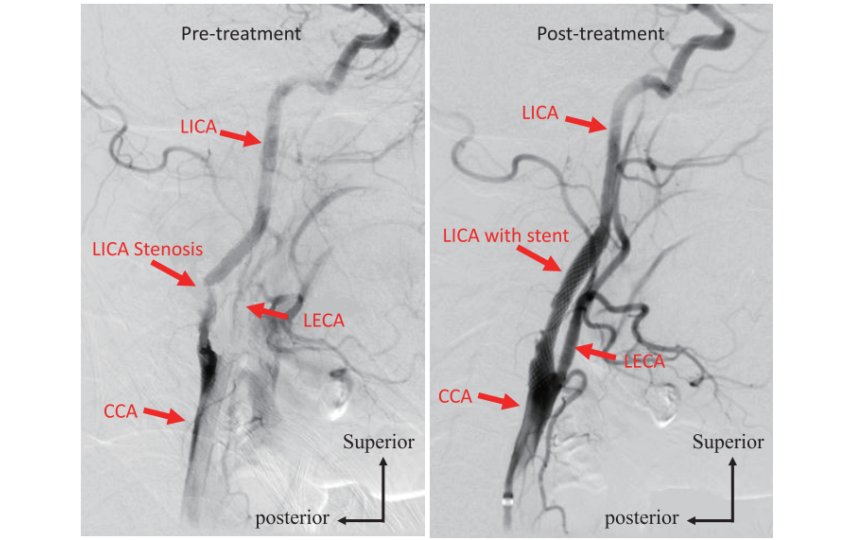 Pre-treatment
LICA
LICA Stenosis
LECA
CCA
Superior
posterior
Post-treatment
LICA
LICA with stent
LECA
CCA
Superior
posterior